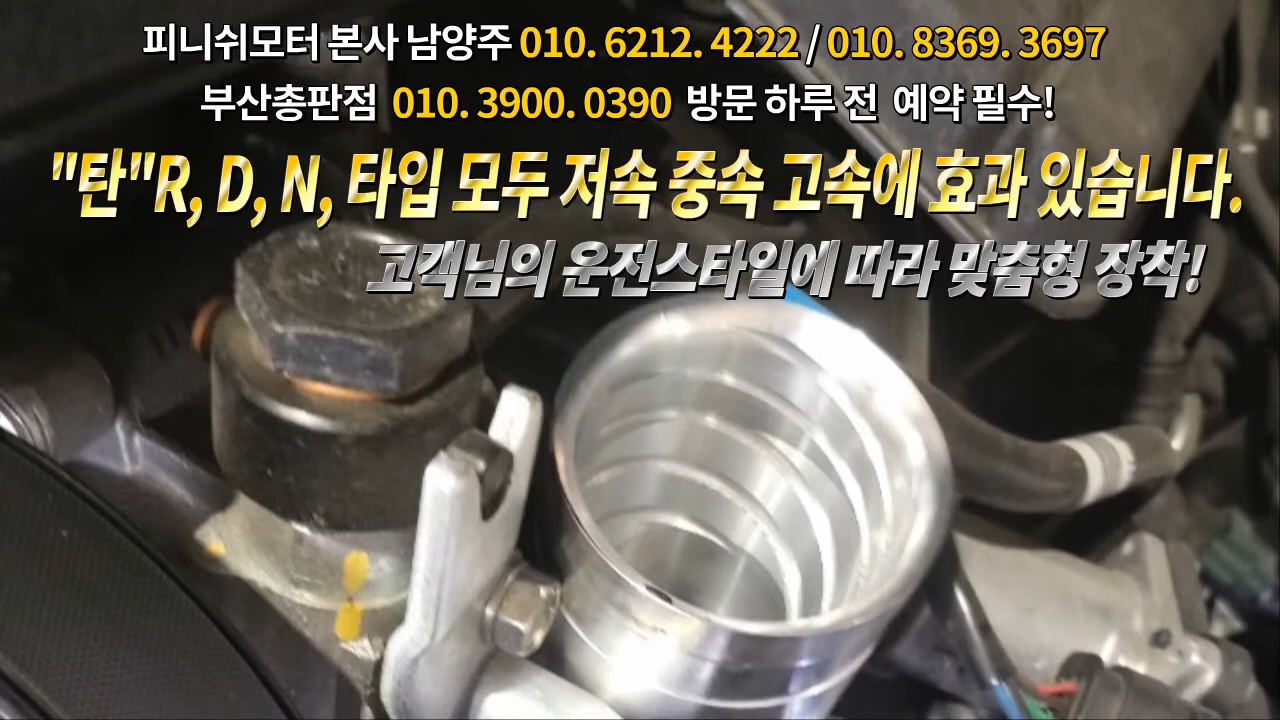 피니쉬모터 본사 남양주 010. 6212. 4222 / 010. 8369. 3697
부산총판점 010. 3900. 0390 방문 하루 전 예약 필수!
"탄"R, D, N, 타입 모두 저속 중속 고속에 효과 있습니다.
고객님의 운전스타일에 따라 맞춤형 장착!